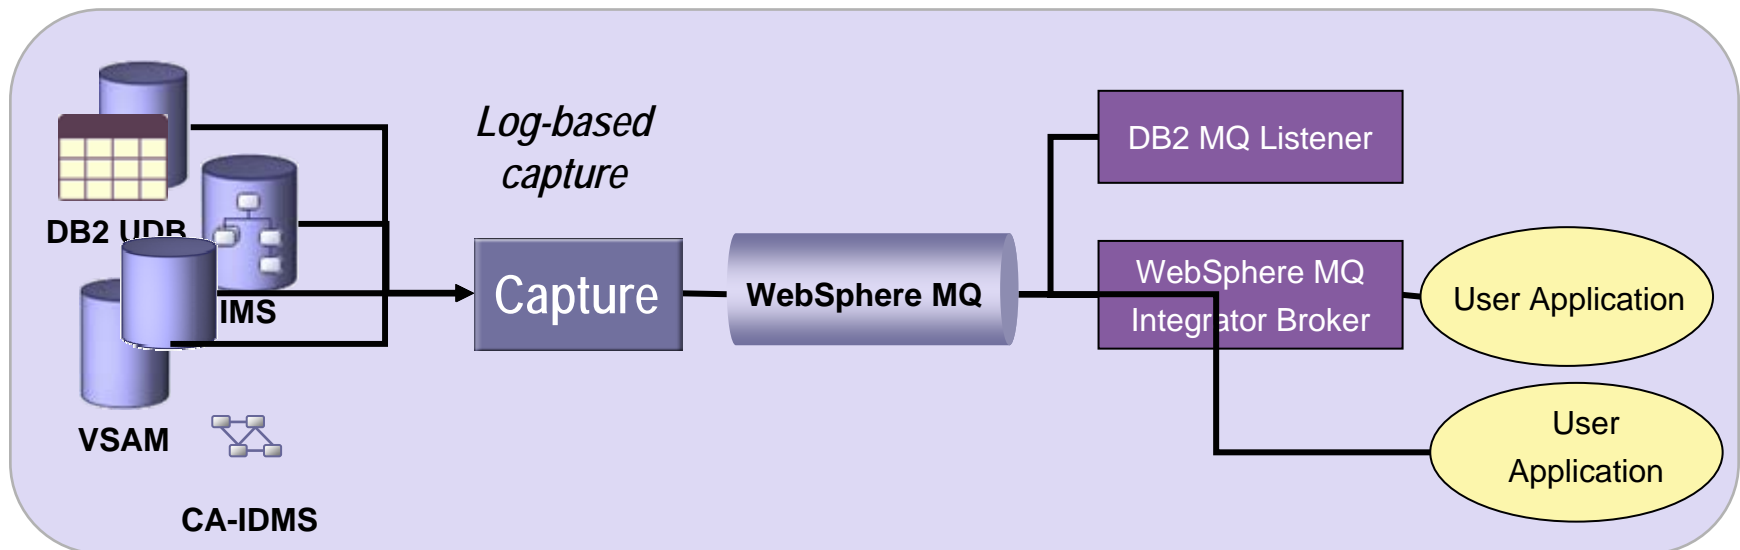 Log-based
capture
DB2 UDB
IMS
VSAM
CA-IDMS
Capture
WebSphere MQ
DB2 MQ Listener
WebSphere MQ
Integrator Broker
User Application
User
Application